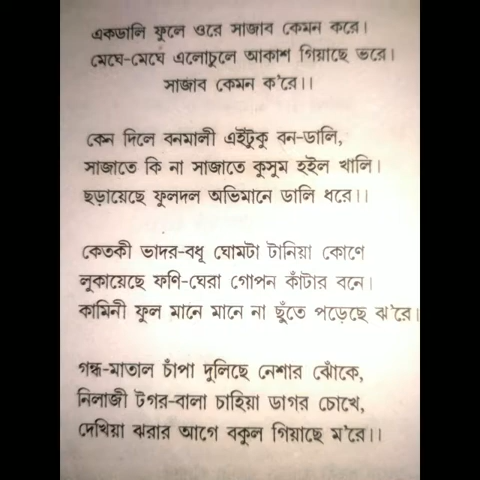 একডালি ফুলে ওরে সাজাব কেমন করে।
মেঘে-মেঘে এলোচুলে আকাশ গিয়াছে ভরে।
সাজাব কেমন ক'রে।।
কেন দিলে বনমালী এইটুকু বন-ডালি,
সাজাতে কি না সাজাতে কুসুম হইল খালি।
ছড়ায়েছে ফুলদল অভিমানে ডালি ধরে।।
কেতকী ভাদর-বধূ ঘোমটা টানিয়া কোণে
লুকায়েছে ফণি-ঘেরা গোপন কাঁটার বনে।
কামিনী ফুল মানে মানে না ছুঁতে পড়েছে ঝ'রে।
গন্ধ-মাতাল চাঁপা দুলিছে নেশার ঝোঁকে,
নিলাজী টগর-বালা চাহিয়া ডাগর চোখে,
দেখিয়া ঝরার আগে বকুল গিয়াছে ম'রে।।